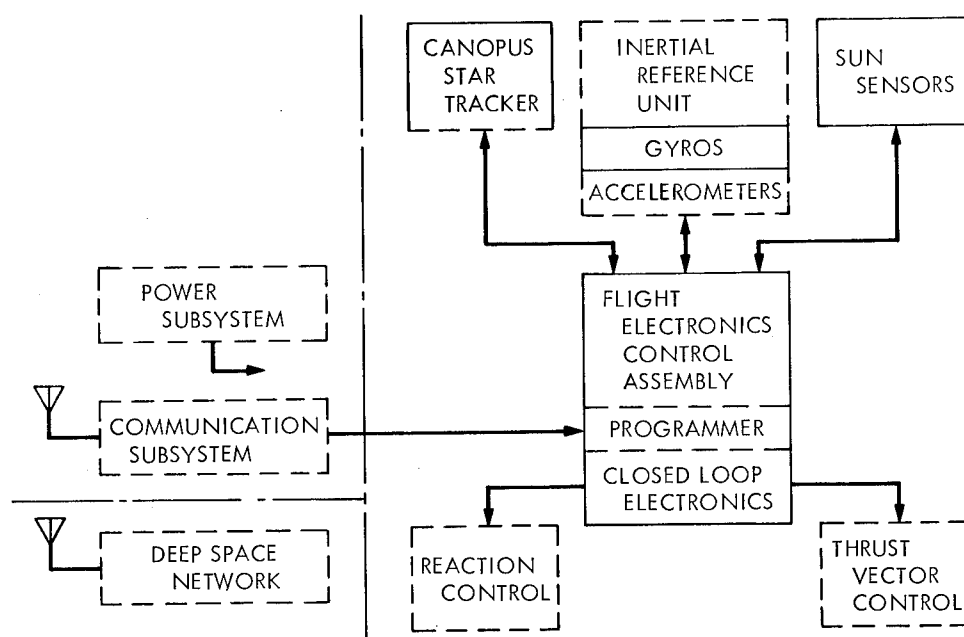 CANOPUS
STAR
TRACKER
INERTIAL
REFERENCE
UNIT
GYROS
ACCELEROMETERS
SUN
SENSORS
POWER
SUBSYSTEM
COMMUNICATION
SUBSYSTEM
DEEP SPACE
NETWORK
FLIGHT
ELECTRONICS
CONTROL
ASSEMBLY
PROGRAMMER
CLOSED LOOP
ELECTRONICS
REACTION
CONTROL
THRUST
VECTOR
CONTROL